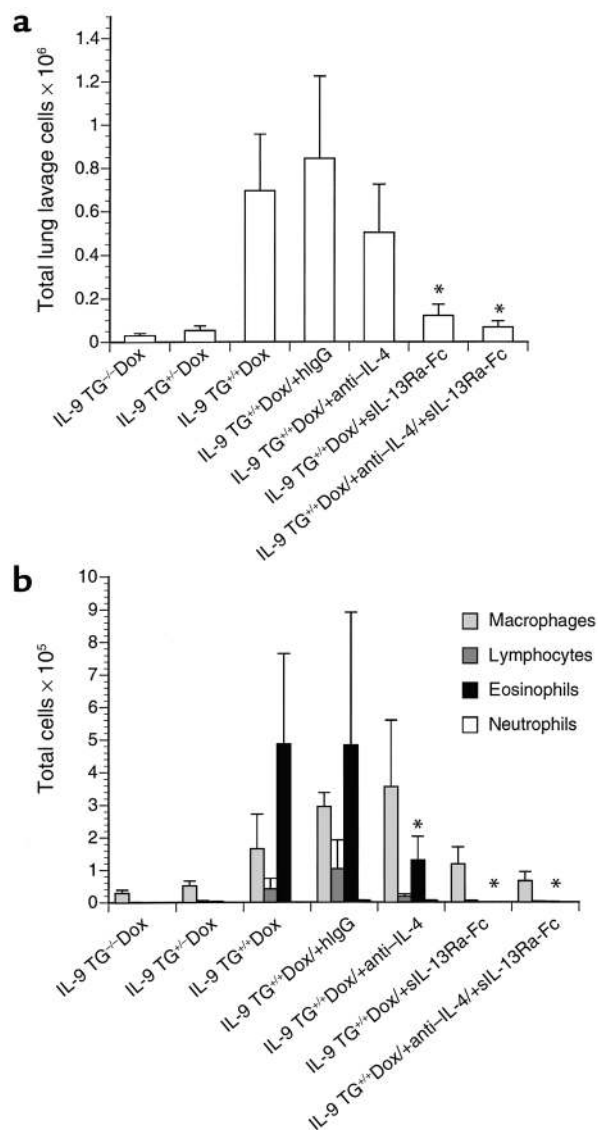 a
Total lung lavage cells × 10⁶
1.4
1.2
1
0.8
0.6
0.4
0.2
0
*
*
IL-9 TG⁻/⁻Dox
IL-9 TG⁺/⁻Dox
IL-9 TG⁺/⁺Dox
IL-9 TG⁺/⁺Dox/+hIgG
IL-9 TG⁺/⁺Dox/+anti–IL-4
IL-9 TG⁺/⁺Dox/+sIL-13Ra-Fc
IL-9 TG⁺/⁺Dox/+anti–IL-4/+sIL-13Ra-Fc
b
Total cells × 10⁵
10
9
8
7
6
5
4
3
2
1
0
Macrophages
Lymphocytes
Eosinophils
Neutrophils
*
*
*
IL-9 TG⁻/⁻Dox
IL-9 TG⁺/⁻Dox
IL-9 TG⁺/⁺Dox
IL-9 TG⁺/⁺Dox/+hIgG
IL-9 TG⁺/⁺Dox/+anti–IL-4
IL-9 TG⁺/⁺Dox/+sIL-13Ra-Fc
IL-9 TG⁺/⁺Dox/+anti–IL-4/+sIL-13Ra-Fc